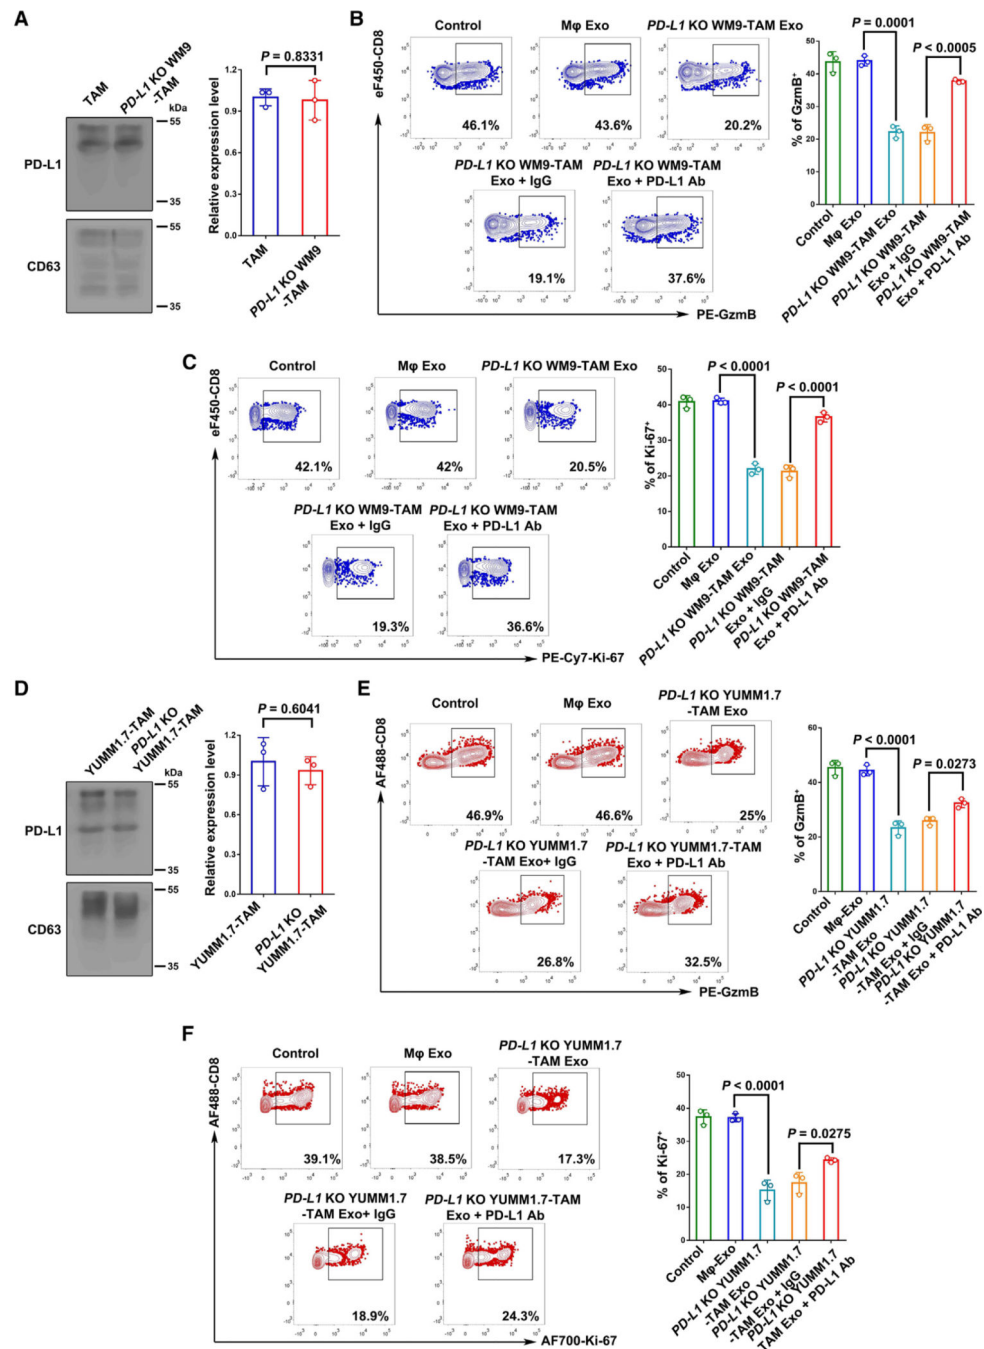 A
TAM
PD-L1 KO WM9
-TAM
kDa
PD-L1
55
35
CD63
55
35
Relative expression level
1.2
0.9
0.6
0.3
0.0
P = 0.8331
TAM
PD-L1 KO WM9
-TAM
B
eF450-CD8
Control
Mφ Exo
PD-L1 KO WM9-TAM Exo
46.1%
43.6%
20.2%
PD-L1 KO WM9-TAM
Exo + IgG
PD-L1 KO WM9-TAM
Exo + PD-L1 Ab
19.1%
37.6%
PE-GzmB
% of GzmB⁺
60
40
20
0
P = 0.0001
P < 0.0005
Control
Mφ Exo
PD-L1 KO WM9-TAM Exo
PD-L1 KO WM9-TAM
Exo + IgG
PD-L1 KO WM9-TAM
Exo + PD-L1 Ab
C
eF450-CD8
Control
Mφ Exo
PD-L1 KO WM9-TAM Exo
42.1%
42%
20.5%
PD-L1 KO WM9-TAM
Exo + IgG
PD-L1 KO WM9-TAM
Exo + PD-L1 Ab
19.3%
36.6%
PE-Cy7-Ki-67
% of Ki-67⁺
60
40
20
0
P < 0.0001
P < 0.0001
Control
Mφ Exo
PD-L1 KO WM9-TAM Exo
PD-L1 KO WM9-TAM
Exo + IgG
PD-L1 KO WM9-TAM
Exo + PD-L1 Ab
D
YUMM1.7-TAM
PD-L1 KO
YUMM1.7-TAM
kDa
PD-L1
55
35
CD63
55
35
Relative expression level
1.2
0.9
0.6
0.3
0.0
P = 0.6041
YUMM1.7-TAM
PD-L1 KO
YUMM1.7-TAM
E
AF488-CD8
Control
Mφ Exo
PD-L1 KO YUMM1.7
-TAM Exo
46.9%
46.6%
25%
PD-L1 KO YUMM1.7
-TAM Exo+ IgG
PD-L1 KO YUMM1.7-TAM
Exo + PD-L1 Ab
26.8%
32.5%
PE-GzmB
% of GzmB⁺
60
40
20
0
P < 0.0001
P = 0.0273
Control
Mφ-Exo
PD-L1 KO YUMM1.7
-TAM Exo
PD-L1 KO YUMM1.7
-TAM Exo + IgG
PD-L1 KO YUMM1.7
-TAM Exo + PD-L1 Ab
F
AF488-CD8
Control
Mφ Exo
PD-L1 KO YUMM1.7
-TAM Exo
39.1%
38.5%
17.3%
PD-L1 KO YUMM1.7
-TAM Exo+ IgG
PD-L1 KO YUMM1.7-TAM
Exo + PD-L1 Ab
18.9%
24.3%
AF700-Ki-67
% of Ki-67⁺
50
40
30
20
10
0
P < 0.0001
P = 0.0275
Control
Mφ-Exo
PD-L1 KO YUMM1.7
-TAM Exo
PD-L1 KO YUMM1.7
-TAM Exo + IgG
PD-L1 KO YUMM1.7
-TAM Exo + PD-L1 Ab